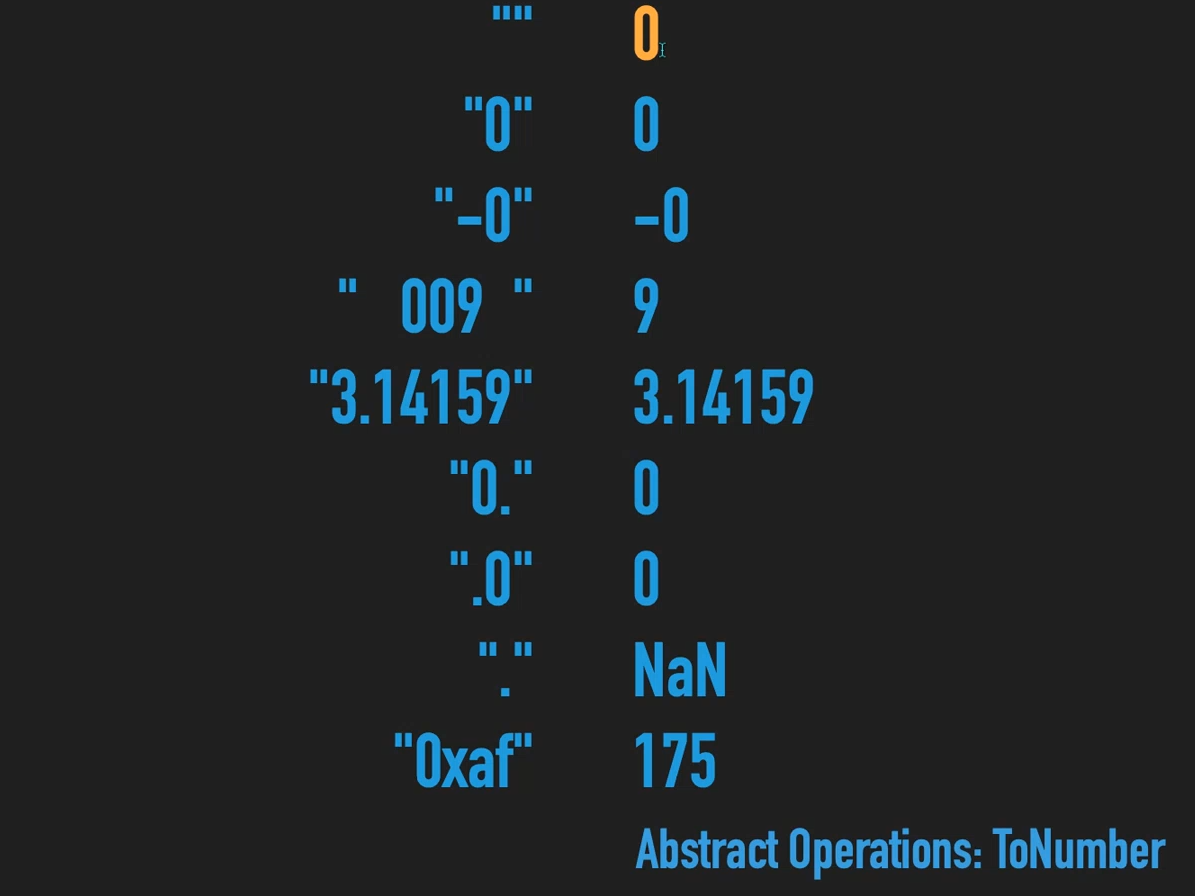 "" 0
"0" 0
"-0" -0
"  009  " 9
"3.14159" 3.14159
"0." 0
".0" 0
"." NaN
"0xaf" 175
Abstract Operations: ToNumber